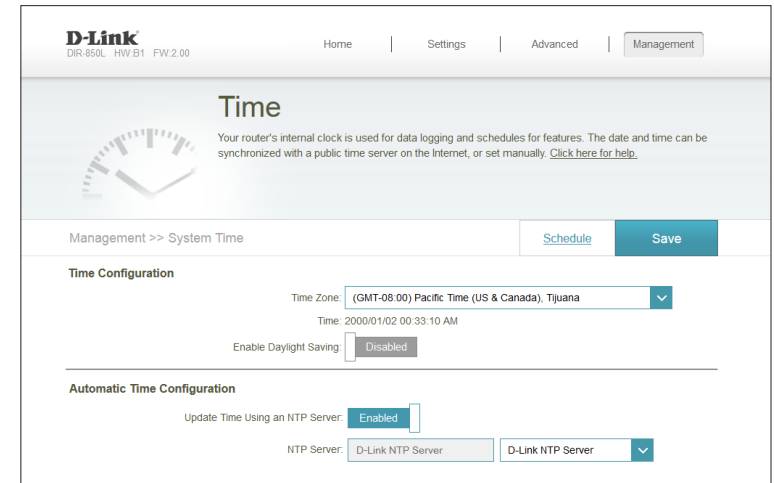 D-Link
DIR-850L HW:B1 FW:2.00
Home Settings Advanced Management
Time
Your router's internal clock is used for data logging and schedules for features. The date and time can be
synchronized with a public time server on the Internet, or set manually. Click here for help.
Management >> System Time Schedule Save
Time Configuration
Time Zone: (GMT-08:00) Pacific Time (US & Canada), Tijuana
Time: 2000/01/02 00:33:10 AM
Enable Daylight Saving: Disabled
Automatic Time Configuration
Update Time Using an NTP Server: Enabled
NTP Server: D-Link NTP Server D-Link NTP Server